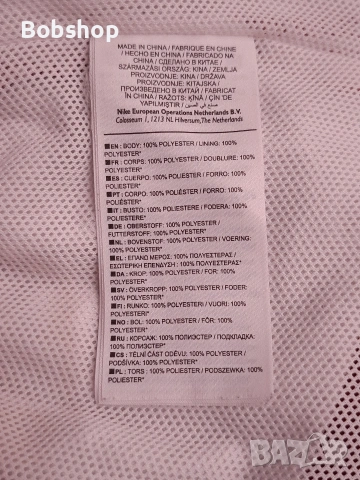 Bobshop
MADE IN CHINA / FABRIQUE EN CHINE
/ HECHO EN CHINA / FABRICADO NA
CHINA / СДЕЛАНО В КИТАЕ /
SZÁRMAZÁSI ORSZÁG: KÍNA / ZEMLJA
PROIZVODNJE: KINA / DRŽAVA
PROIZVODNJE: KITAJSKA /
ПРОИЗВЕДЕНО В КИТАЙ / FABRICAT
ÎN CHINA / RAŽOTS: ĶĪNĀ / ÇİN'DE
YAPILMIŞTIR / صنع في الصين
Nike European Operations Netherlands B.V.
Colosseum 1, 1213 NL Hilversum, The Netherlands
EN: BODY: 100% POLYESTER / LINING: 100%
POLYESTER*
FR: CORPS: 100% POLYESTER / DOUBLURE: 100%
POLYESTER*
ES: CUERPO: 100% POLIÉSTER / FORRO: 100%
POLIÉSTER*
PT: CORPO: 100% POLIÉSTER / FORRO: 100%
POLIÉSTER*
IT: BUSTO: 100% POLIESTERE / FODERA: 100%
POLIESTERE*
DE: OBERSTOFF: 100% POLYESTER /
FUTTERSTOFF: 100% POLYESTER*
NL: BOVENSTOF: 100% POLYESTER / VOERING:
100% POLYESTER*
EL: ΕΠΑΝΩ ΜΕΡΟΣ: 100% ΠΟΛΥΕΣΤΕΡΑΣ /
ΕΣΩΤΕΡΙΚΗ ΕΠΕΝΔΥΣΗ : 100% ΠΟΛΥΕΣΤΕΡΑΣ*
DA: KROP: 100% POLYESTER / FOR: 100%
POLYESTER*
SV: ÖVERKROPP: 100% POLYESTER / FODER:
100% POLYESTER*
FI: RUNKO: 100% POLYESTERI / VUORI: 100%
POLYESTERI*
NO: BOL: 100% POLYESTER / FÔR: 100%
POLYESTER*
RU: КОРСАЖ: 100% ПОЛИЭСТЕР / ПОДКЛАДКА:
100% ПОЛИЭСТЕР*
CS: TĚLNÍ ČÁST ODĚVU: 100% POLYESTER /
PODŠÍVKA: 100% POLYESTER*
PL: TORS : 100% POLIESTER / PODSZEWKA: 100%
POLIESTER*
bazar